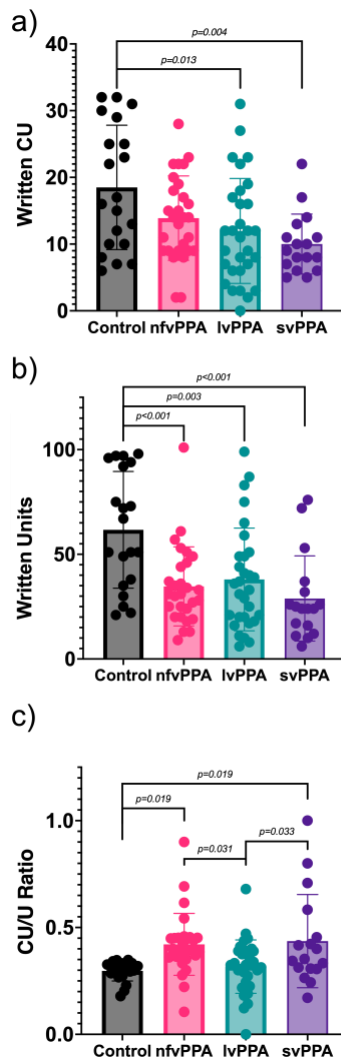 a)
p=0.004
p=0.013
40
30
20
10
0
Written CU
Control nfvPPA lvPPA svPPA
b)
p<0.001
p=0.003
p<0.001
100
50
0
Written Units
Control nfvPPA lvPPA svPPA
c)
p=0.019
p=0.019
p=0.031
p=0.033
1.0
0.5
0.0
CU/U Ratio
Control nfvPPA lvPPA svPPA